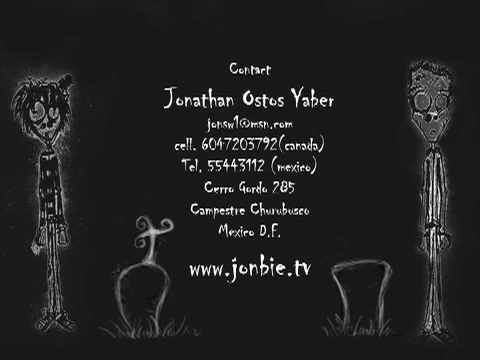 Contact
Jonathan Ostos Yaber
jonsw1@msn.com
cell. 6047203792(canada)
Tel. 55443112 (mexico)
Cerro Gordo 285
Campestre Churubusco
Mexico D.F.
www.jonbie.tv